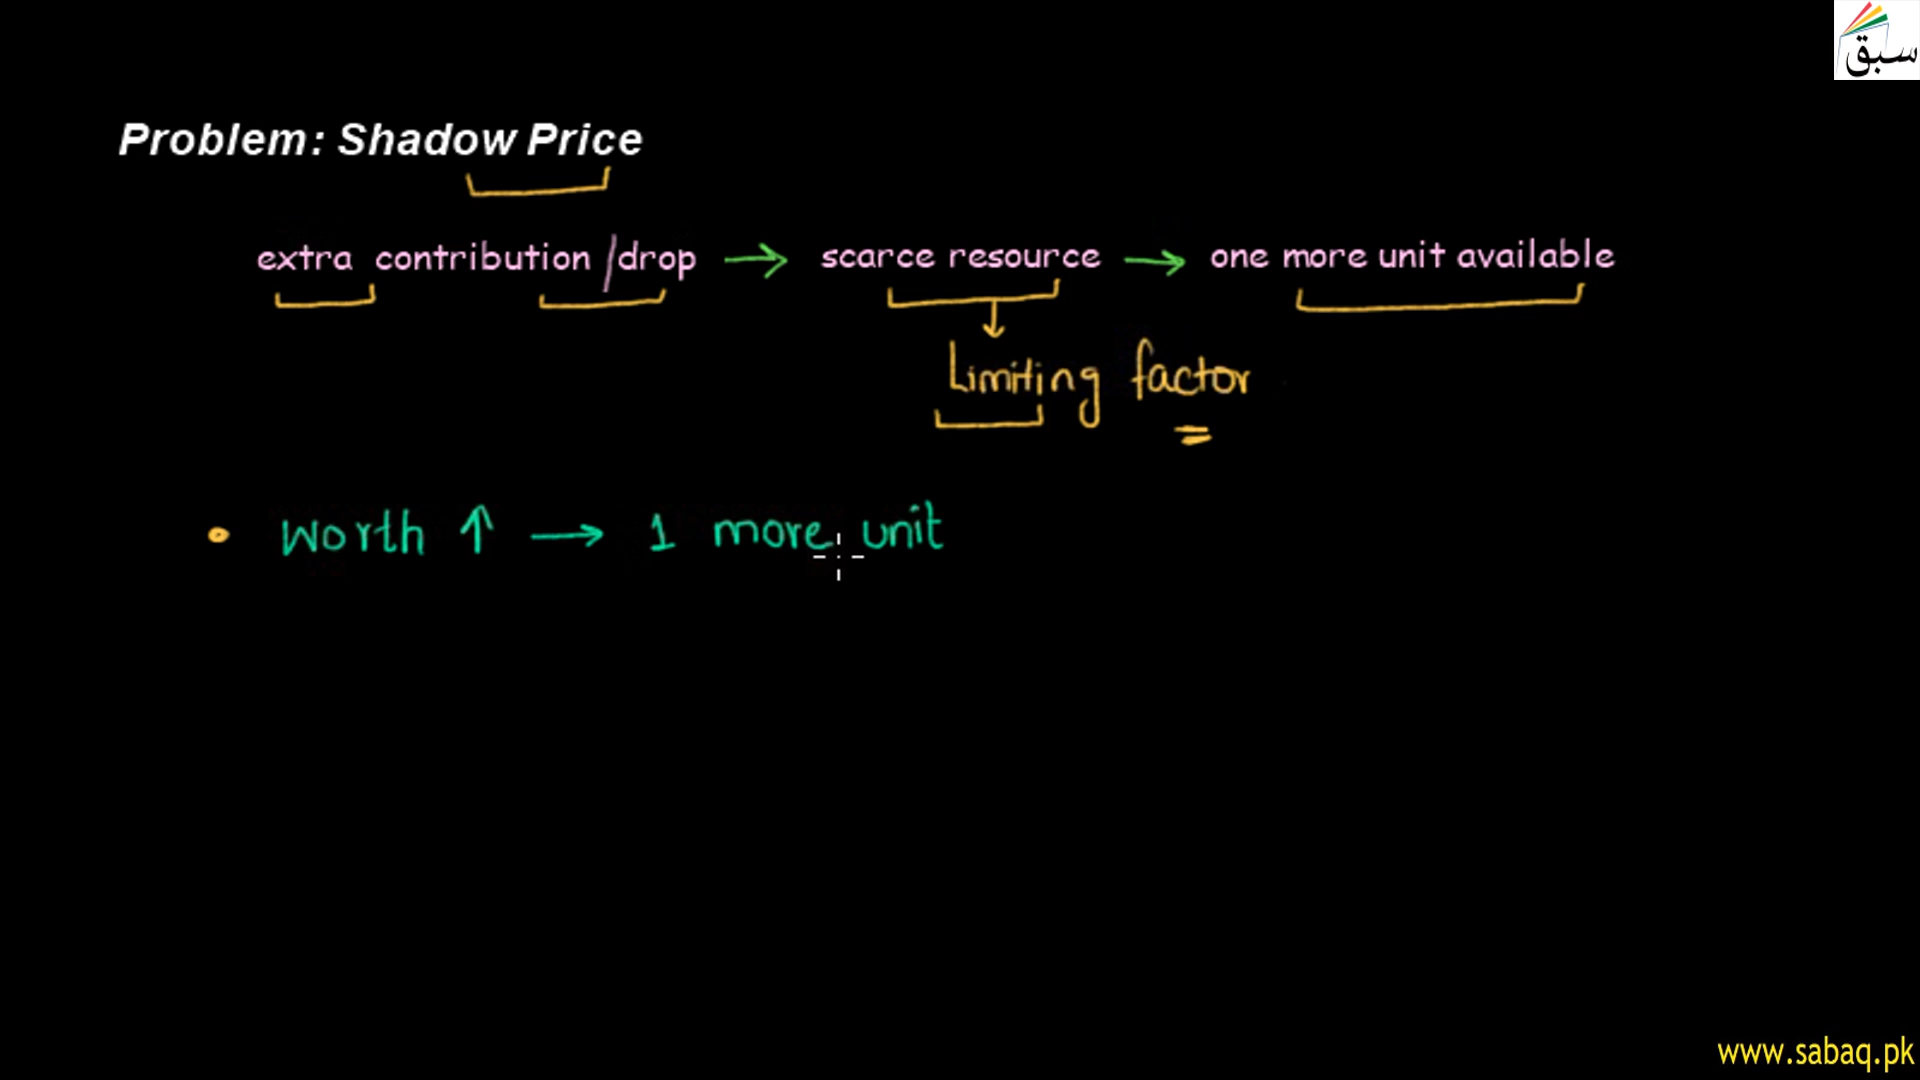 سبق
Problem: Shadow Price
extra contribution /drop → scarce resource → one more unit available
Limiting factor
• Worth ↑ → 1 more unit
www.sabaq.pk